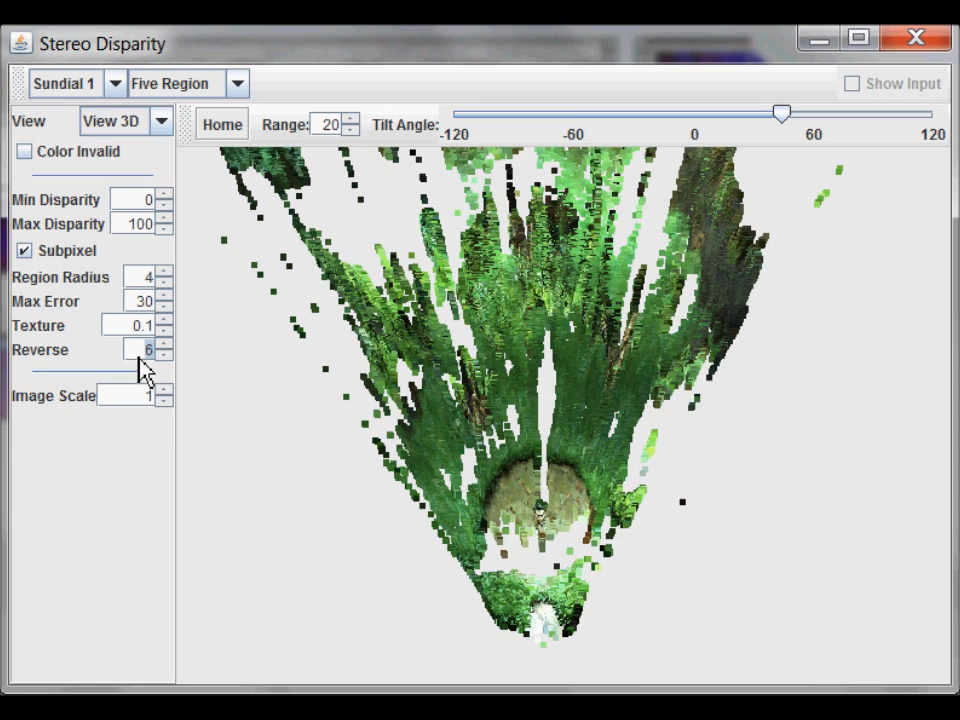 Stereo Disparity
Sundial 1 Five Region Show Input
View View 3D Home Range: 20 Tilt Angle: -120 -60 0 60 120
Color Invalid
Min Disparity 0
Max Disparity 100
Subpixel
Region Radius 4
Max Error 30
Texture 0.1
Reverse 6
Image Scale 1